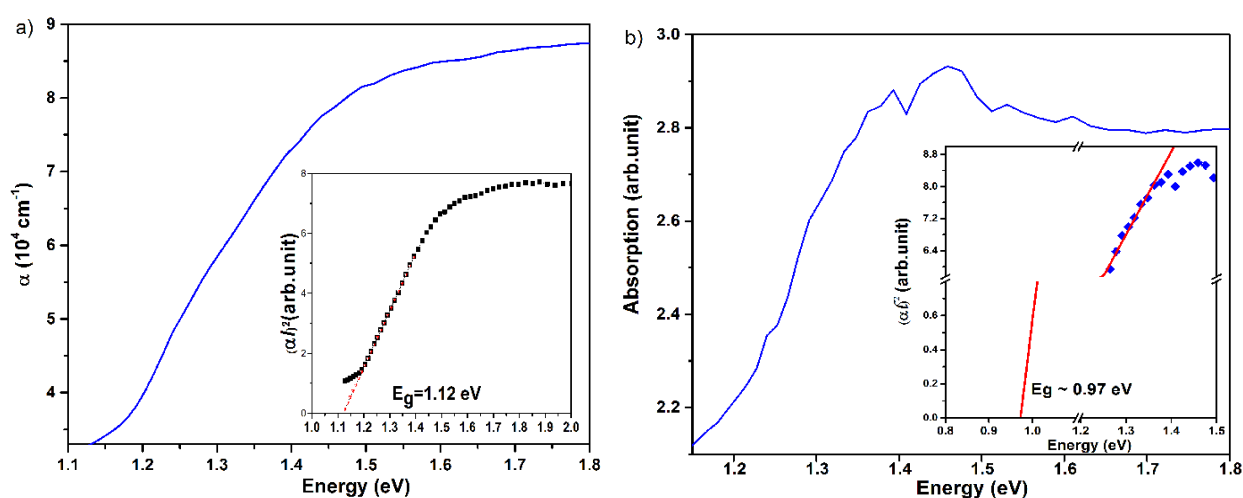 a)
9
8
7
6
5
4
α (10⁴ cm⁻¹)
1.1 1.2 1.3 1.4 1.5 1.6 1.7 1.8
Energy (eV)
8
6
4
2
0
(αl)²(arb.unit)
Eg=1.12 eV
1.0 1.1 1.2 1.3 1.4 1.5 1.6 1.7 1.8 1.9 2.0
b)
3.0
2.8
2.6
2.4
2.2
Absorption (arb.unit)
1.2 1.3 1.4 1.5 1.6 1.7 1.8
Energy (eV)
8.8
8.0
7.2
6.4
0.6
0.4
0.2
0.0
(αl)² (arb.unit)
Eg ~ 0.97 eV
0.8 0.9 1.0 1.2 1.3 1.4 1.5
Energy (eV)